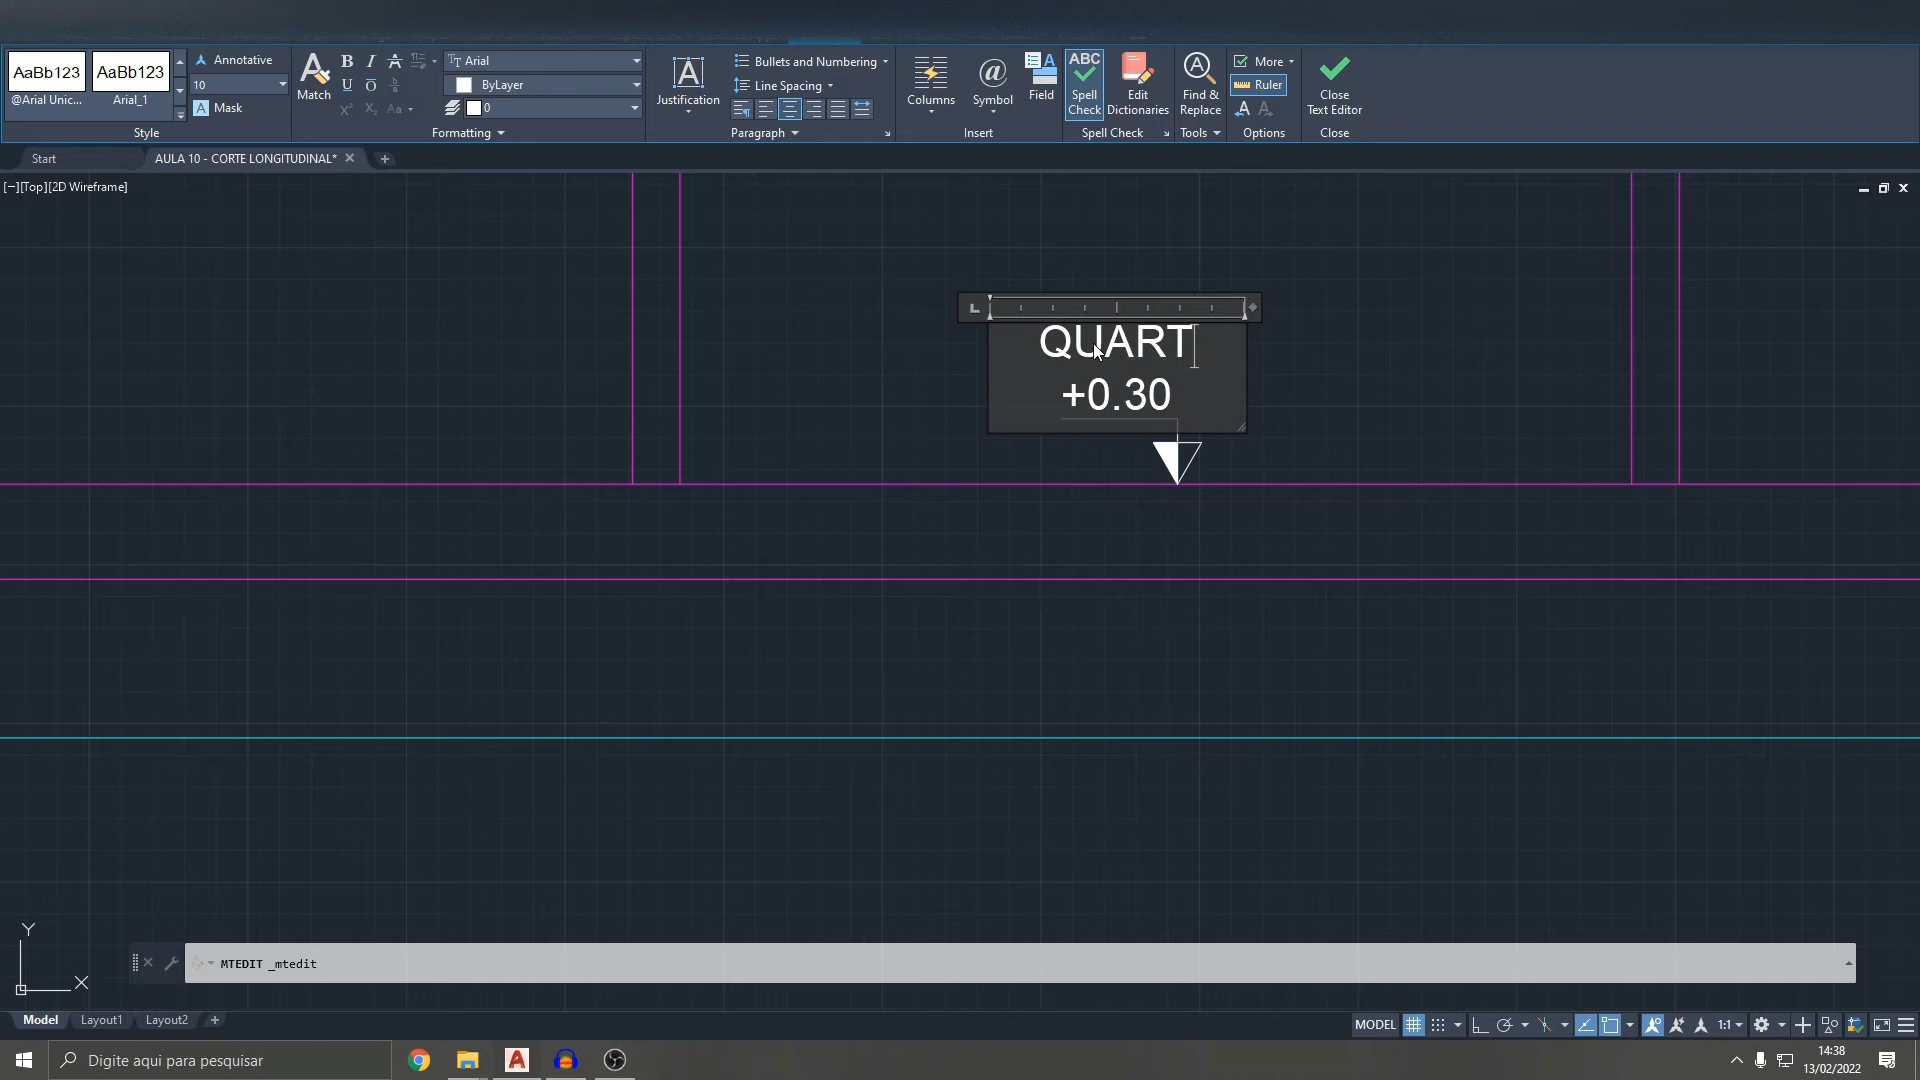 AaBb123
AaBb123
@Arial Unic...
Arial_1
Annotative
10
Mask
Style
Match
B
I
U
Arial
ByLayer
0
Formatting
Justification
Bullets and Numbering
Line Spacing
Paragraph
Columns
Symbol
Field
Insert
ABC
Spell
Check
Edit
Dictionaries
Spell Check
Find &
Replace
Tools
More
Ruler
Options
Close
Text Editor
Close
Start
AULA 10 - CORTE LONGITUDINAL*
[−][Top][2D Wireframe]
QUART
+0.30
Y
X
MTEDIT _mtedit
Model
Layout1
Layout2
MODEL
1:1
Digite aqui para pesquisar
14:38
13/02/2022